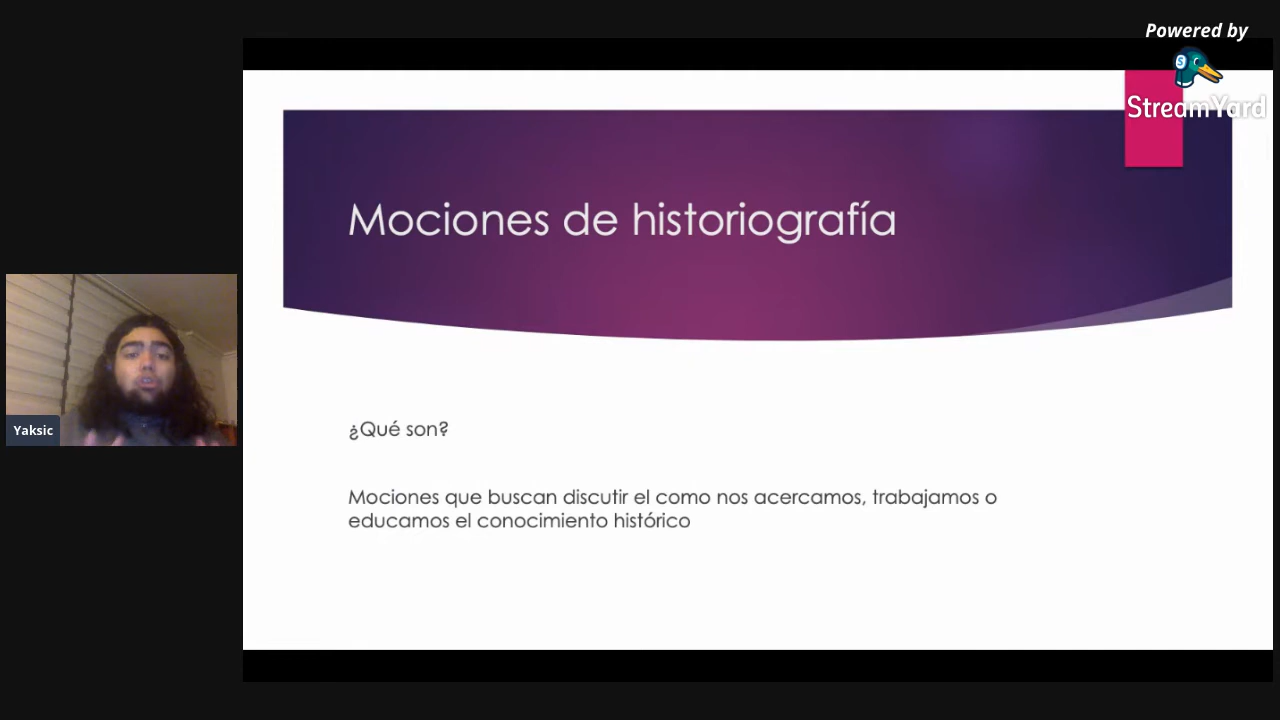 Powered by
StreamYard
Mociones de historiografía
Yaksic
¿Qué son?
Mociones que buscan discutir el como nos acercamos, trabajamos o
educamos el conocimiento histórico